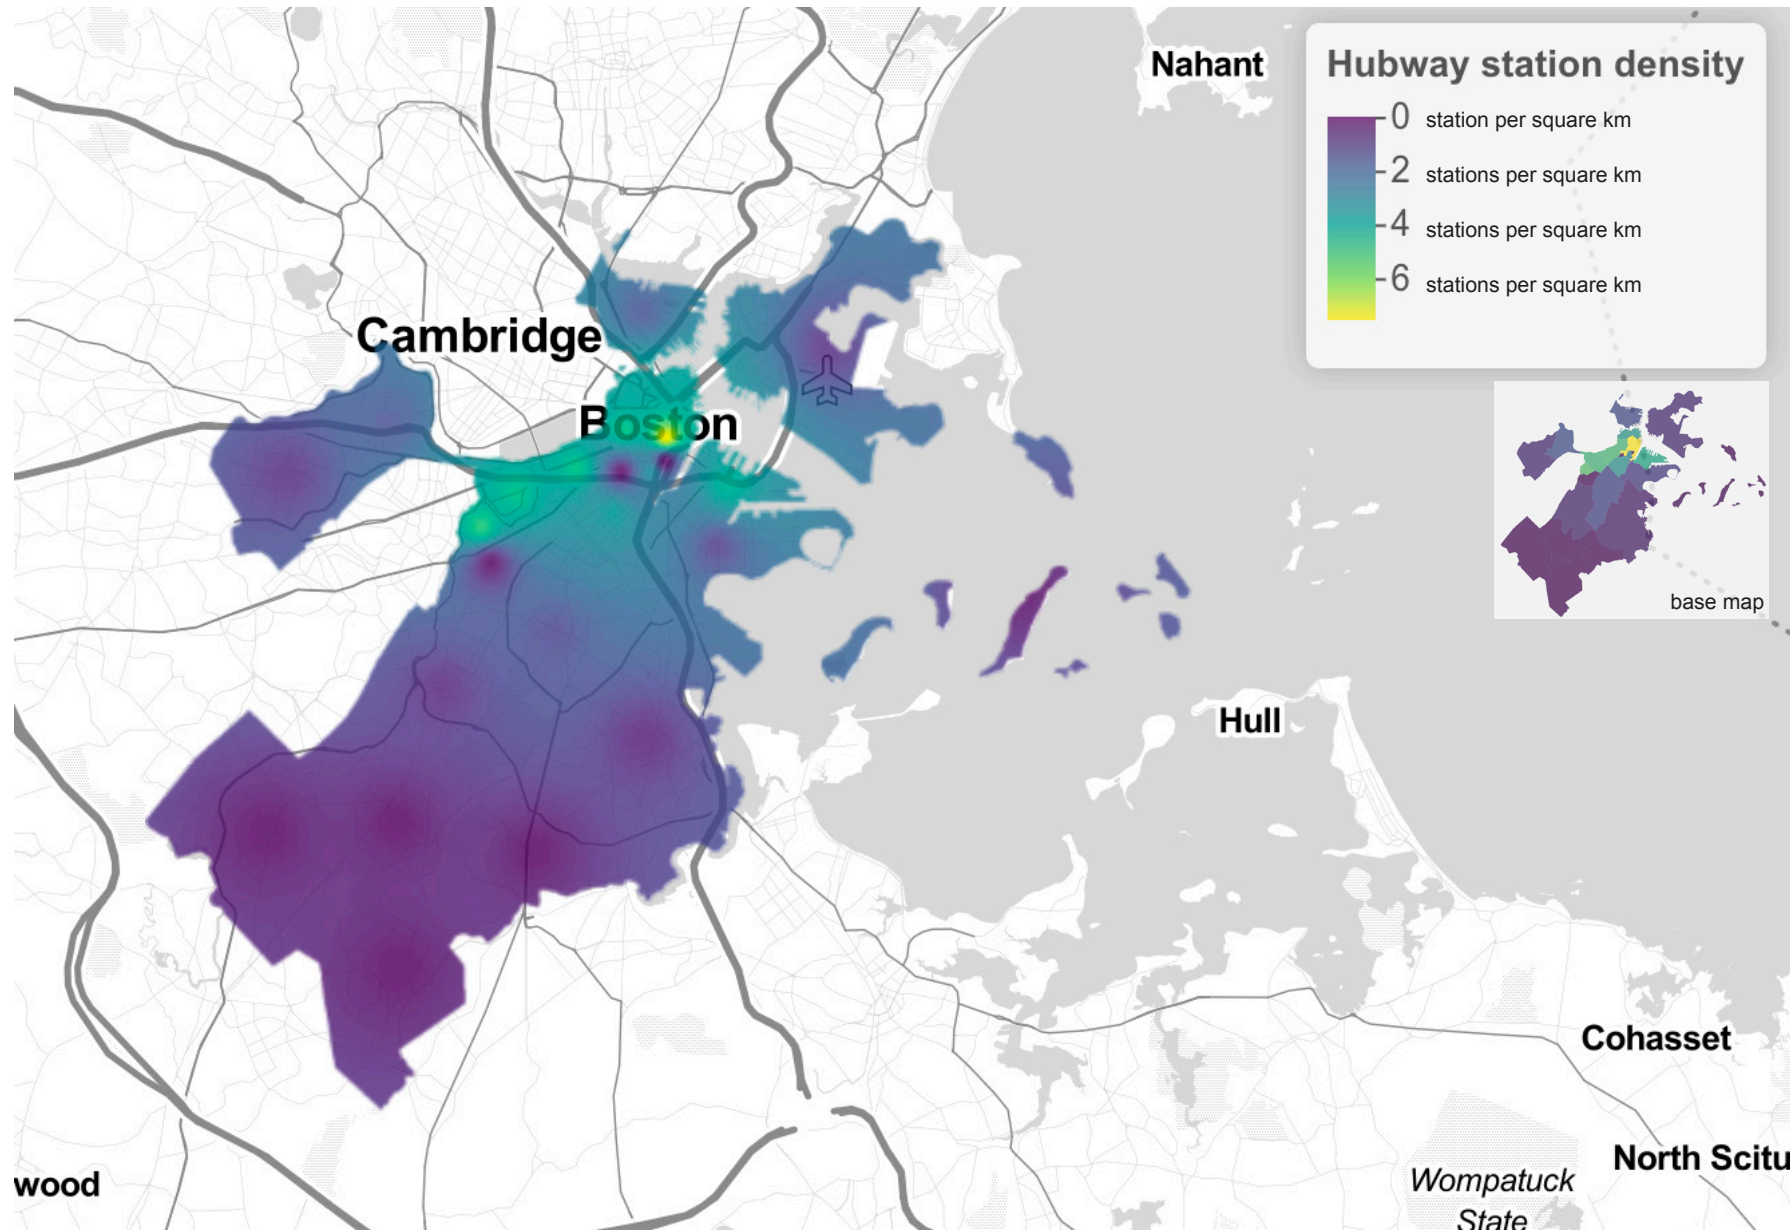 Nahant
Hubway station density
0 station per square km
2 stations per square km
4 stations per square km
6 stations per square km
Cambridge
Boston
base map
Hull
Cohasset
North Scitu
wood
Wompatuck
State